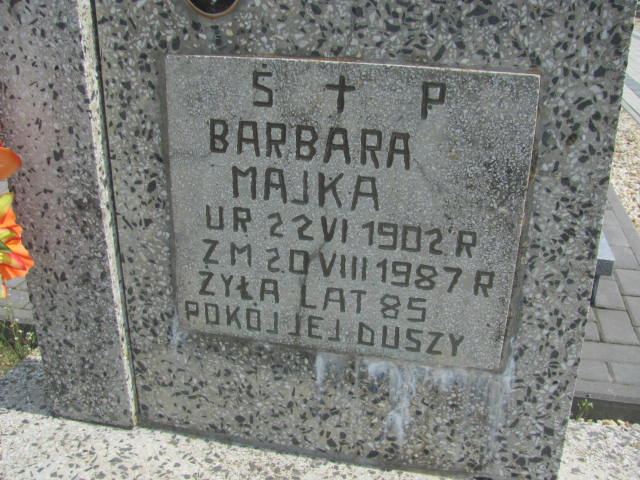 Ś † P
BARBARA
MAJKA
UR 22 VI 1902 R
ZM 20 VIII 1987 R
ŻYŁA LAT 85
POKÓJ JEJ DUSZY